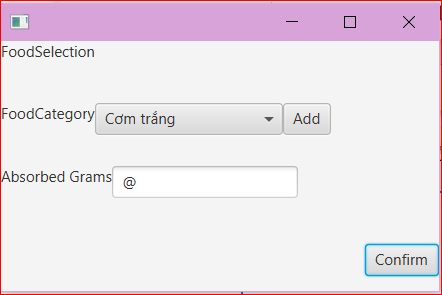 FoodSelection
FoodCategory Cơm trắng Add
Absorbed Grams @
Confirm